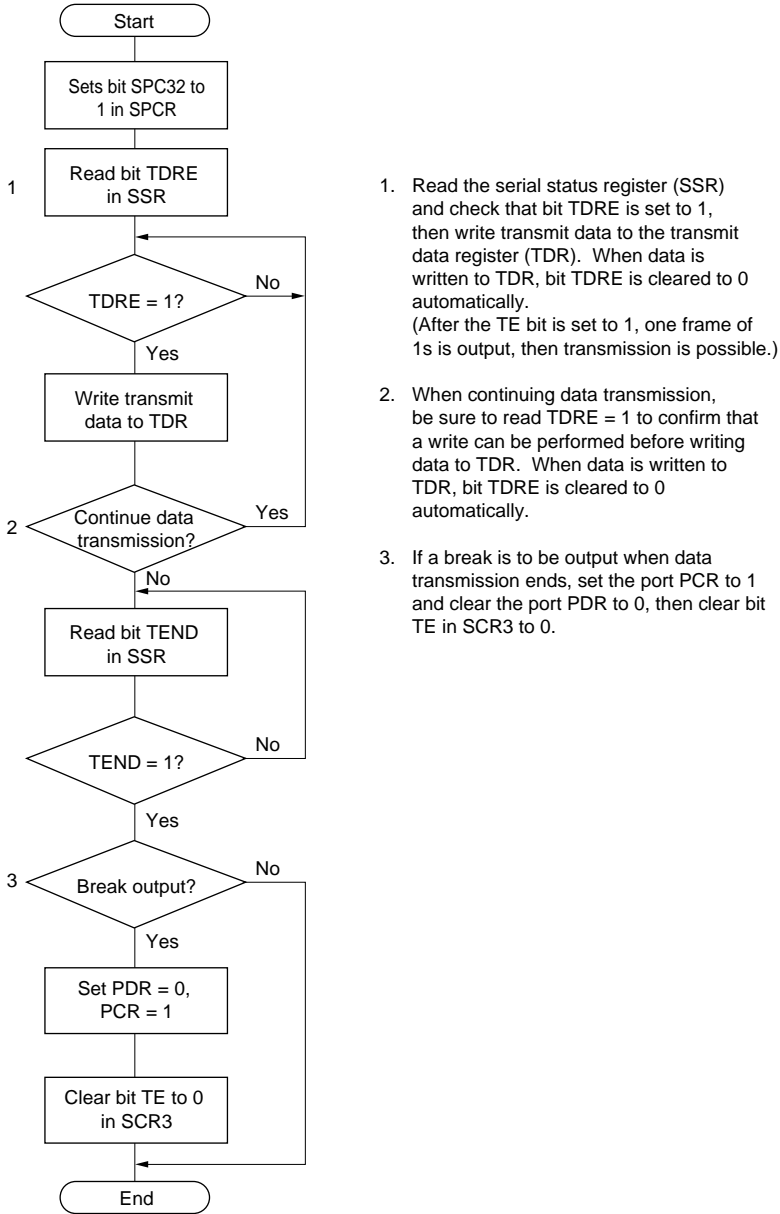 Start
Sets bit SPC32 to
1 in SPCR
1
Read bit TDRE
in SSR
TDRE = 1?
No
Yes
Write transmit
data to TDR
2
Continue data
transmission?
Yes
No
Read bit TEND
in SSR
TEND = 1?
No
Yes
3
Break output?
No
Yes
Set PDR = 0,
PCR = 1
Clear bit TE to 0
in SCR3
End
1. Read the serial status register (SSR)
and check that bit TDRE is set to 1,
then write transmit data to the transmit
data register (TDR). When data is
written to TDR, bit TDRE is cleared to 0
automatically.
(After the TE bit is set to 1, one frame of
1s is output, then transmission is possible.)
2. When continuing data transmission,
be sure to read TDRE = 1 to confirm that
a write can be performed before writing
data to TDR. When data is written to
TDR, bit TDRE is cleared to 0
automatically.
3. If a break is to be output when data
transmission ends, set the port PCR to 1
and clear the port PDR to 0, then clear bit
TE in SCR3 to 0.